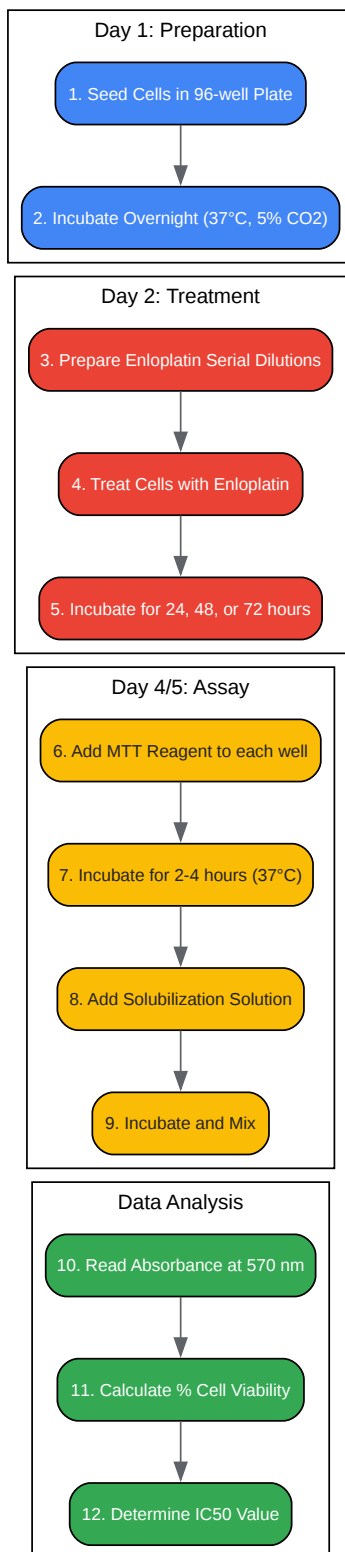 Day 1: Preparation
1. Seed Cells in 96-well Plate
2. Incubate Overnight (37°C, 5% CO2)
Day 2: Treatment
3. Prepare Enloplatin Serial Dilutions
4. Treat Cells with Enloplatin
5. Incubate for 24, 48, or 72 hours
Day 4/5: Assay
6. Add MTT Reagent to each well
7. Incubate for 2-4 hours (37°C)
8. Add Solubilization Solution
9. Incubate and Mix
Data Analysis
10. Read Absorbance at 570 nm
11. Calculate % Cell Viability
12. Determine IC50 Value